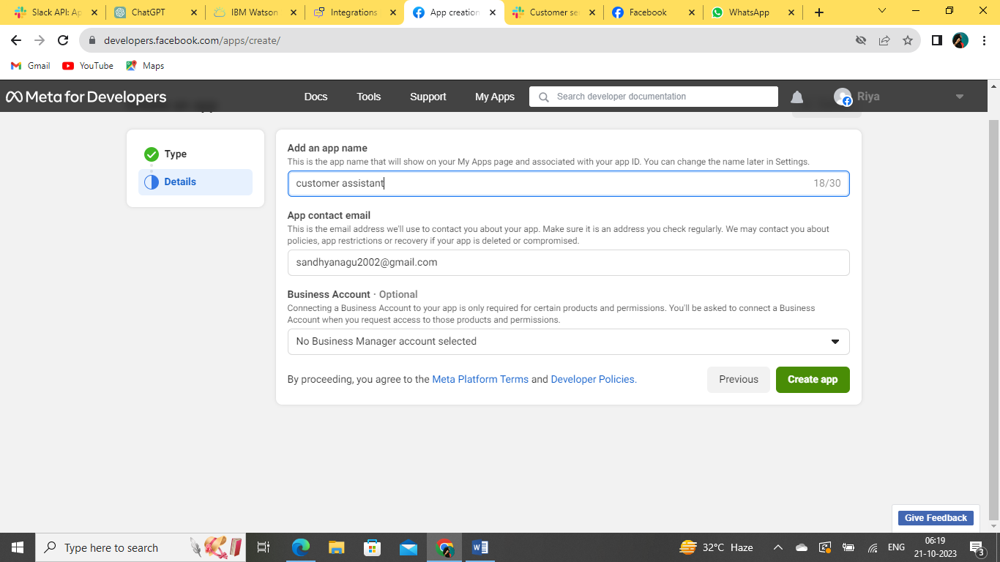 Slack API: Ap
ChatGPT
IBM Watson
Integrations
App creation
Customer se
Facebook
WhatsApp
developers.facebook.com/apps/create/
Gmail
YouTube
Maps
Meta for Developers
Docs
Tools
Support
My Apps
Search developer documentation
Riya
Type
Details
Add an app name
This is the app name that will show on your My Apps page and associated with your app ID. You can change the name later in Settings.
customer assistant
18/30
App contact email
This is the email address we'll use to contact you about your app. Make sure it is an address you check regularly. We may contact you about
policies, app restrictions or recovery if your app is deleted or compromised.
sandhyanagu2002@gmail.com
Business Account · Optional
Connecting a Business Account to your app is only required for certain products and permissions. You'll be asked to connect a Business
Account when you request access to those products and permissions.
No Business Manager account selected
By proceeding, you agree to the Meta Platform Terms and Developer Policies.
Previous
Create app
Give Feedback
Type here to search
32°C Haze
ENG
06:19
21-10-2023
3